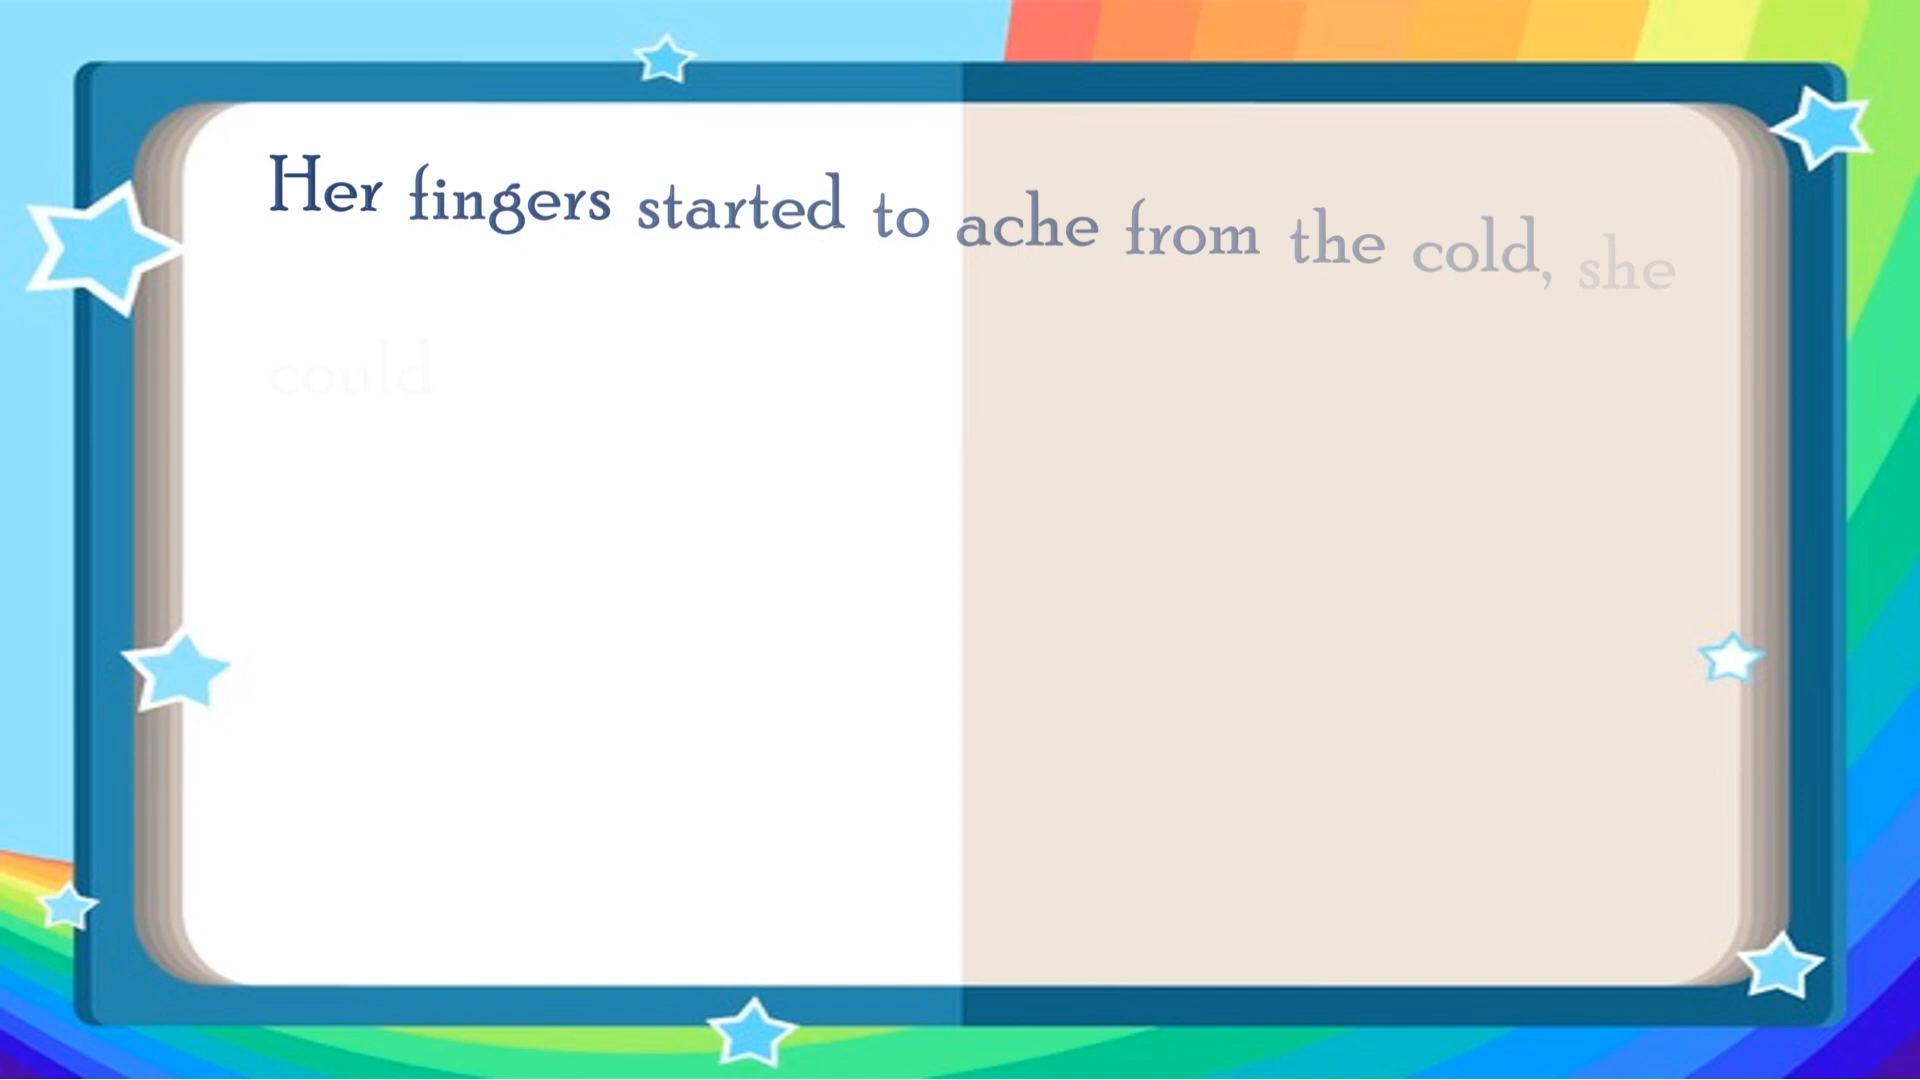 Her fingers started to ache from the cold, she
could